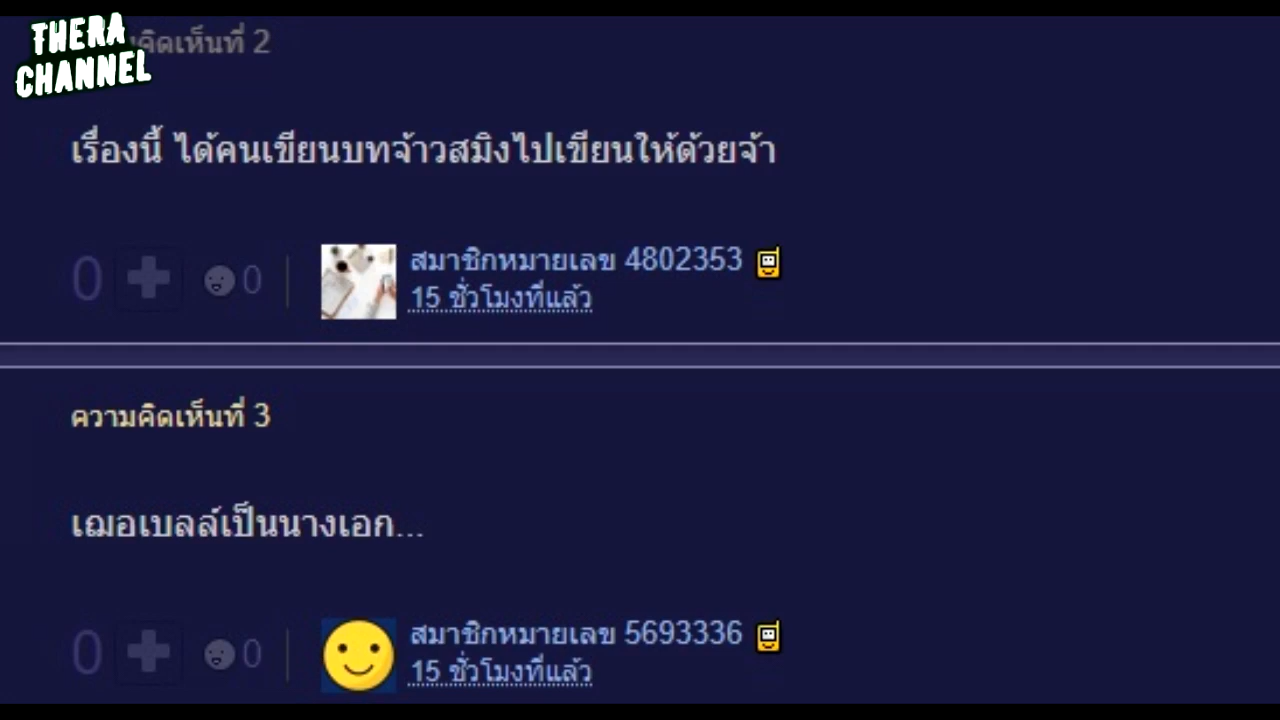 THERA
CHANNEL
คิดเห็นที่ 2
เรื่องนี้ ได้คนเขียนบทจ้าวสมิงไปเขียนให้ด้วยจ้า
0 0
สมาชิกหมายเลข 4802353
15 ชั่วโมงที่แล้ว
ความคิดเห็นที่ 3
เฌอเบลล์เป็นนางเอก...
0 0
สมาชิกหมายเลข 5693336
15 ชั่วโมงที่แล้ว